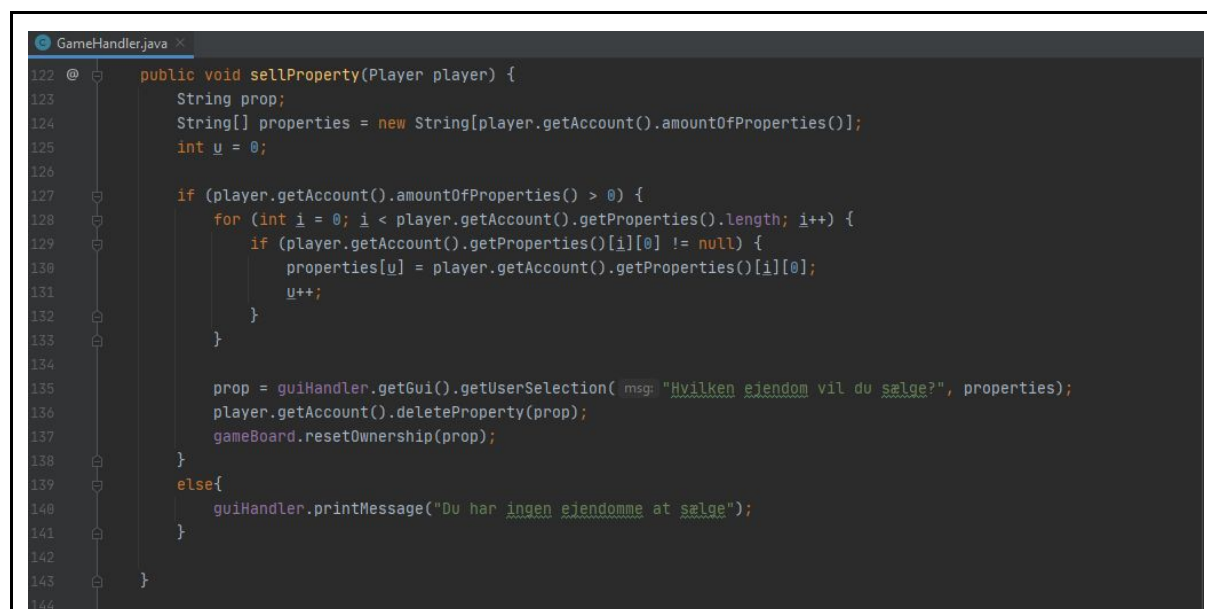 GameHandler.java
122 @ public void sellProperty(Player player) {
123 String prop;
124 String[] properties = new String[player.getAccount().amountOfProperties()];
125 int u = 0;
126
127 if (player.getAccount().amountOfProperties() > 0) {
128 for (int i = 0; i < player.getAccount().getProperties().length; i++) {
129 if (player.getAccount().getProperties()[i][0] != null) {
130 properties[u] = player.getAccount().getProperties()[i][0];
131 u++;
132 }
133 }
134
135 prop = guiHandler.getGui().getUserSelection( msg: "Hvilken ejendom vil du sælge?", properties);
136 player.getAccount().deleteProperty(prop);
137 gameBoard.resetOwnership(prop);
138 }
139 else{
140 guiHandler.printMessage("Du har ingen ejendomme at sælge");
141 }
142
143 }
144